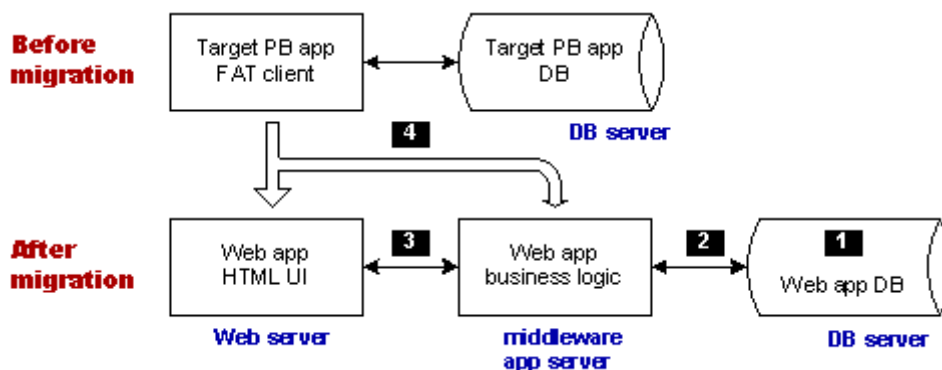 Before
migration
Target PB app
FAT client
Target PB app
DB
DB server
4
After
migration
Web app
HTML UI
3
Web app
business logic
2
1
Web app DB
Web server
middleware
app server
DB server